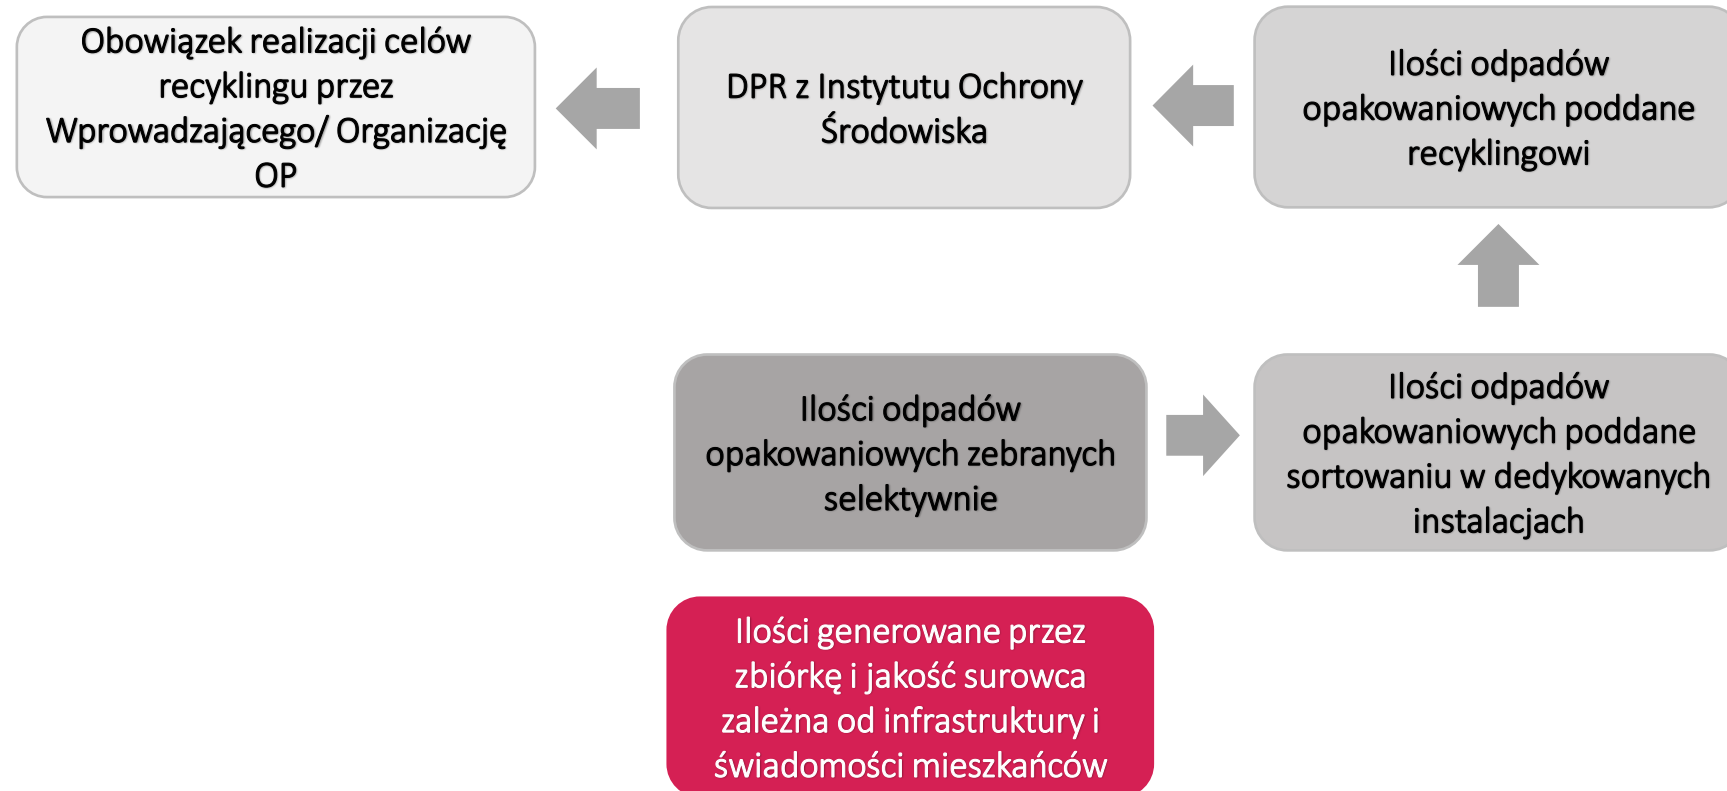 Obowiązek realizacji celów
recyklingu przez
Wprowadzającego/ Organizację
OP
DPR z Instytutu Ochrony
Środowiska
Ilości odpadów
opakowaniowych poddane
recyklingowi
Ilości odpadów
opakowaniowych zebranych
selektywnie
Ilości odpadów
opakowaniowych poddane
sortowaniu w dedykowanych
instalacjach
Ilości generowane przez
zbiórkę i jakość surowca
zależna od infrastruktury i
świadomości mieszkańców